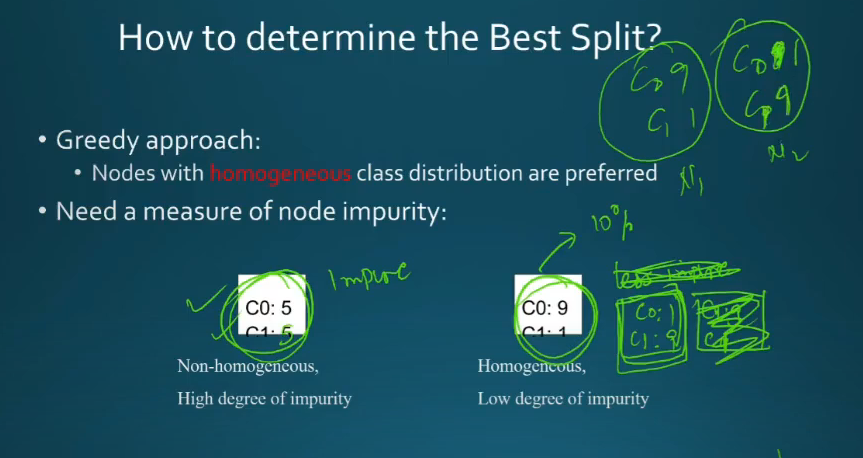 How to determine the Best Split?
C0 9
C1 1
C0 1
C1 9
N1
N2
• Greedy approach:
• Nodes with homogeneous class distribution are preferred
• Need a measure of node impurity:
Impure
C0: 5
C1: 5
C0: 9
C1: 1
less impure
C0: 1
C1: 9
Non-homogeneous,
High degree of impurity
Homogeneous,
Low degree of impurity